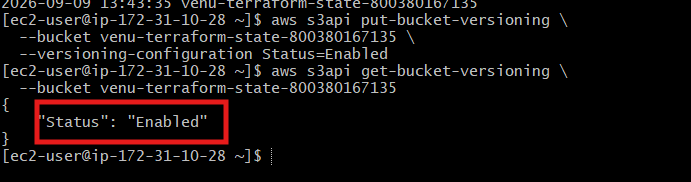 2026-09-09 13:43:35 venu-terraform-state-800380167135
[ec2-user@ip-172-31-10-28 ~]$ aws s3api put-bucket-versioning \
  --bucket venu-terraform-state-800380167135 \
  --versioning-configuration Status=Enabled
[ec2-user@ip-172-31-10-28 ~]$ aws s3api get-bucket-versioning \
  --bucket venu-terraform-state-800380167135
{
    "Status": "Enabled"
}
[ec2-user@ip-172-31-10-28 ~]$